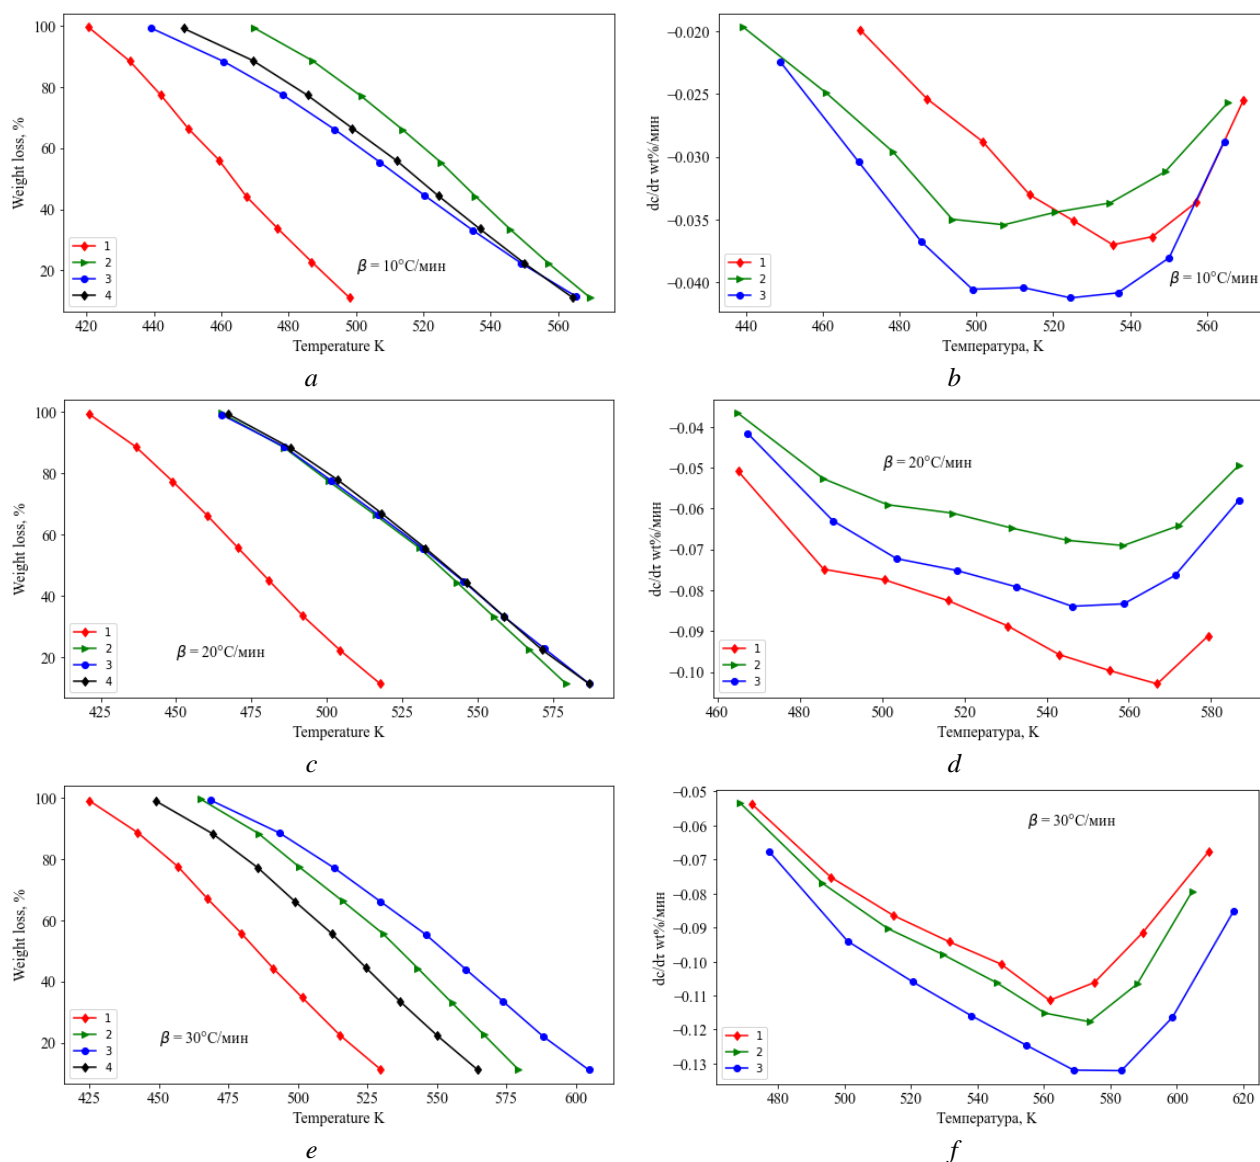 100
80
60
40
20
Weight loss, %
1
2
3
4
β = 10°C/мин
420 440 460 480 500 520 540 560
Temperature K
a
−0.020
−0.025
−0.030
−0.035
−0.040
dc/dτ wt%/мин
1
2
3
β = 10°C/мин
440 460 480 500 520 540 560
Температура, K
b
100
80
60
40
20
Weight loss, %
1
2
3
4
β = 20°C/мин
425 450 475 500 525 550 575
Temperature K
c
−0.04
−0.05
−0.06
−0.07
−0.08
−0.09
−0.10
dc/dτ wt%/мин
β = 20°C/мин
1
2
3
460 480 500 520 540 560 580
Температура, K
d
100
80
60
40
20
Weight loss, %
1
2
3
4
β = 30°C/мин
425 450 475 500 525 550 575 600
Temperature K
e
−0.05
−0.06
−0.07
−0.08
−0.09
−0.10
−0.11
−0.12
−0.13
dc/dτ wt%/мин
β = 30°C/мин
1
2
3
480 500 520 540 560 580 600 620
Температура, K
f